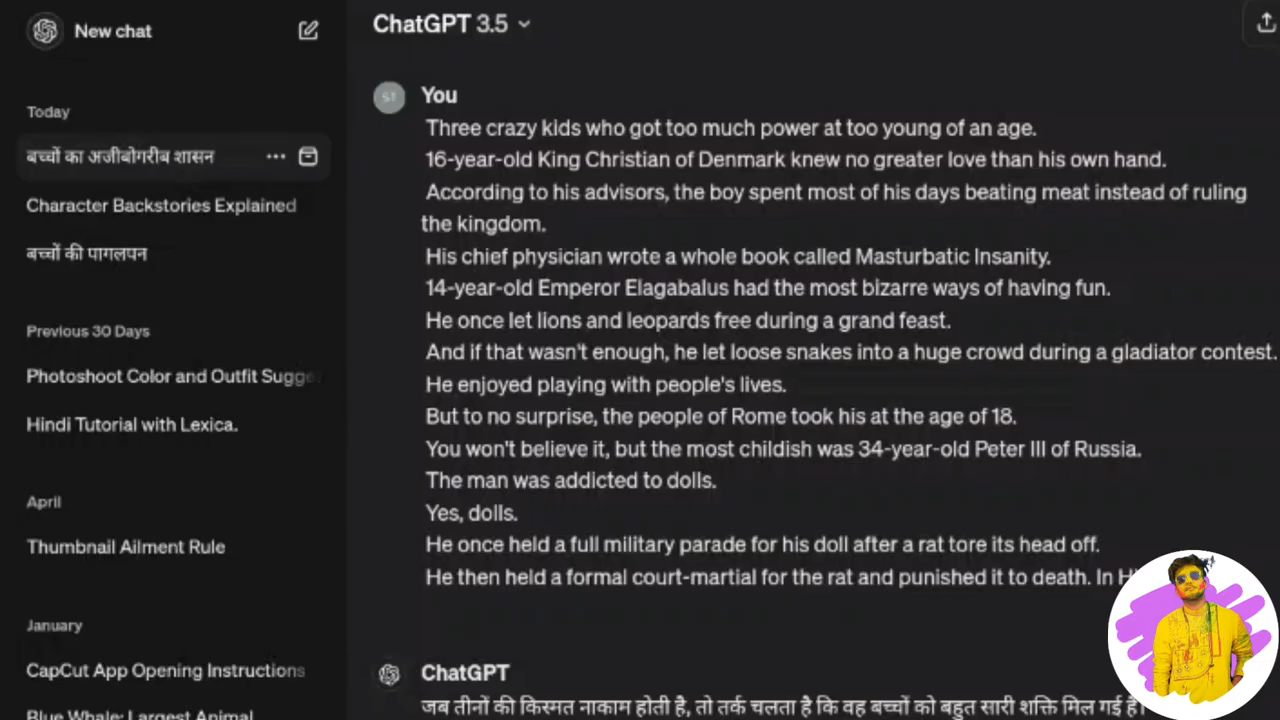 New chat
Today
बच्चों का अजीबोगरीब शासन
Character Backstories Explained
बच्चों की पागलपन
Previous 30 Days
Photoshoot Color and Outfit Sugge
Hindi Tutorial with Lexica.
April
Thumbnail Ailment Rule
January
CapCut App Opening Instructions
Blue Whale: Largest Animal
ChatGPT 3.5
ST
You
Three crazy kids who got too much power at too young of an age.
16-year-old King Christian of Denmark knew no greater love than his own hand.
According to his advisors, the boy spent most of his days beating meat instead of ruling
the kingdom.
His chief physician wrote a whole book called Masturbatic Insanity.
14-year-old Emperor Elagabalus had the most bizarre ways of having fun.
He once let lions and leopards free during a grand feast.
And if that wasn't enough, he let loose snakes into a huge crowd during a gladiator contest.
He enjoyed playing with people's lives.
But to no surprise, the people of Rome took his at the age of 18.
You won't believe it, but the most childish was 34-year-old Peter III of Russia.
The man was addicted to dolls.
Yes, dolls.
He once held a full military parade for his doll after a rat tore its head off.
He then held a formal court-martial for the rat and punished it to death. In
ChatGPT
जब तीनों की किस्मत नाकाम होती है, तो तर्क चलता है कि वह बच्चों को बहुत सारी शक्ति मिल गई है।